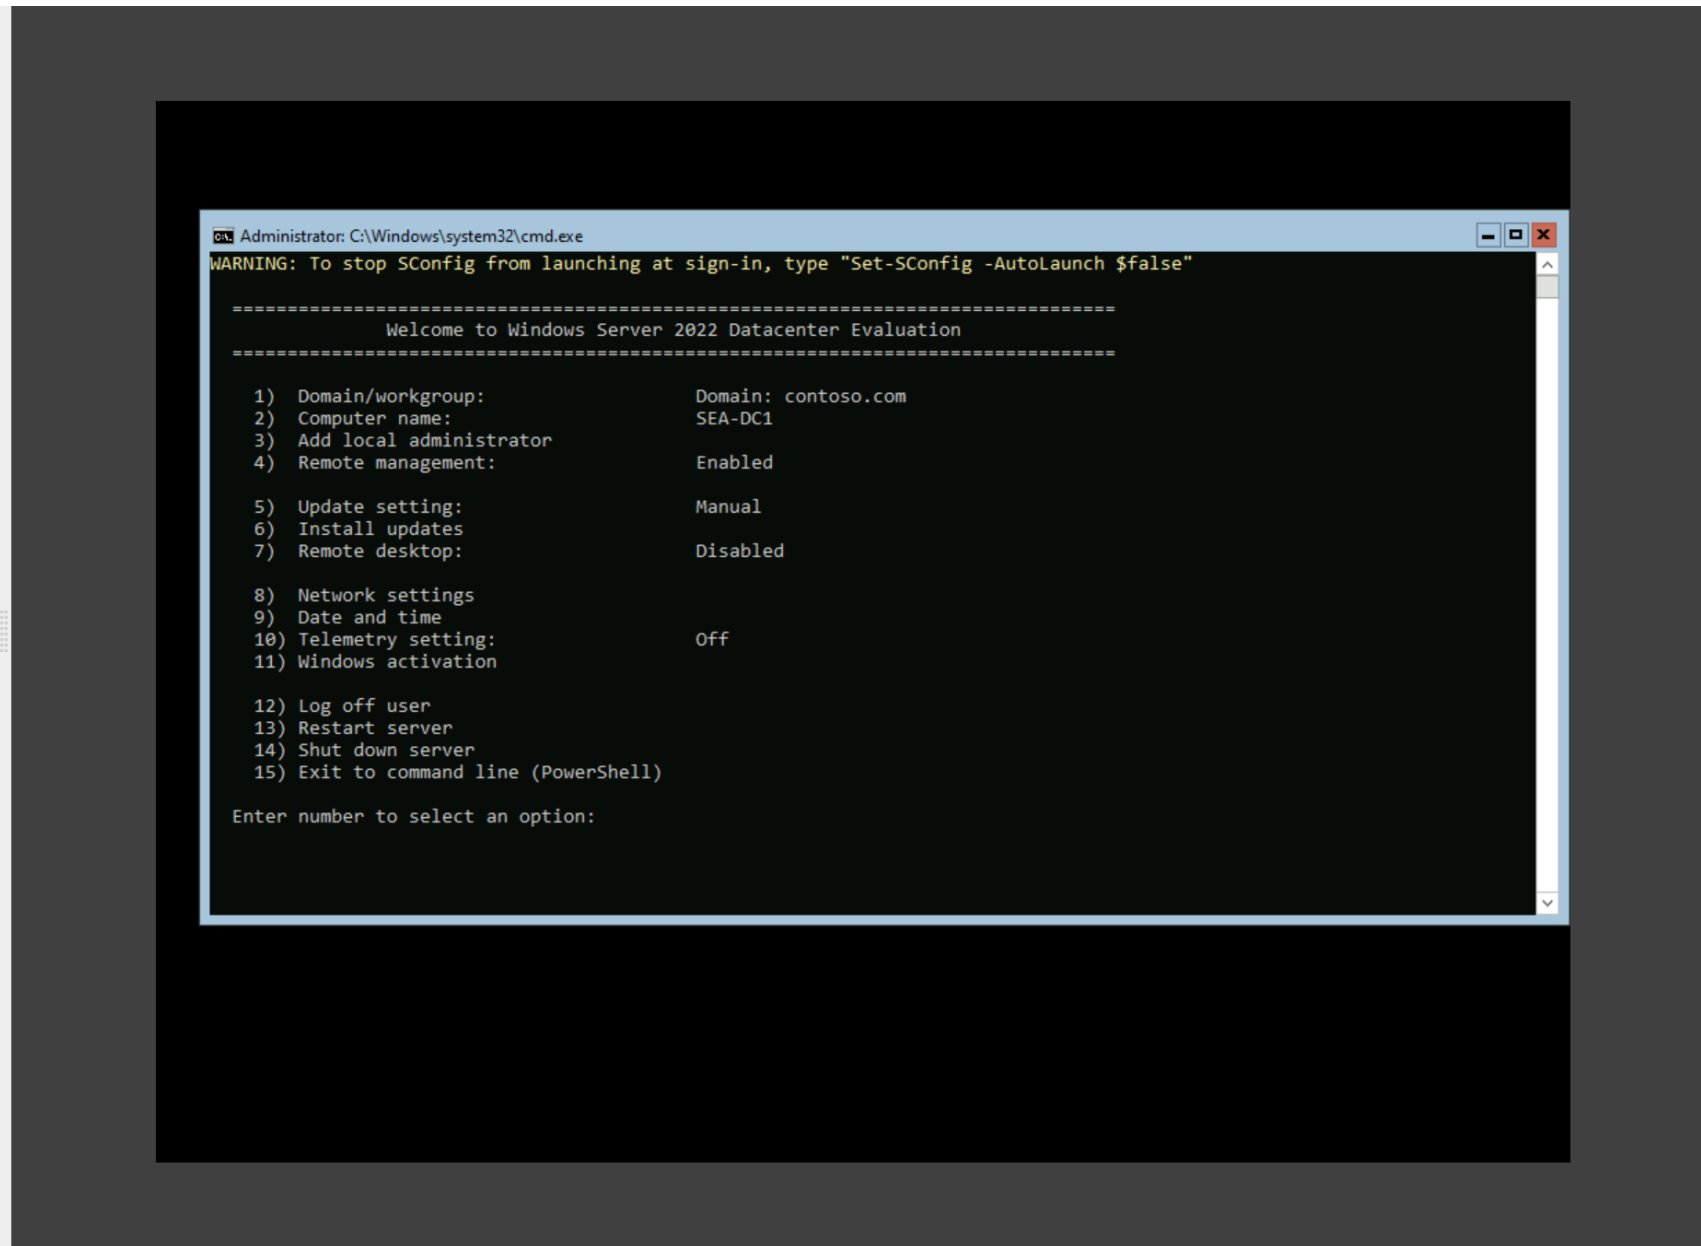 Administrator: C:\Windows\system32\cmd.exe
WARNING: To stop SConfig from launching at sign-in, type "Set-SConfig -AutoLaunch $false"
================================================================================
Welcome to Windows Server 2022 Datacenter Evaluation
================================================================================
1) Domain/workgroup: Domain: contoso.com
2) Computer name: SEA-DC1
3) Add local administrator
4) Remote management: Enabled
5) Update setting: Manual
6) Install updates
7) Remote desktop: Disabled
8) Network settings
9) Date and time
10) Telemetry setting: Off
11) Windows activation
12) Log off user
13) Restart server
14) Shut down server
15) Exit to command line (PowerShell)
Enter number to select an option: